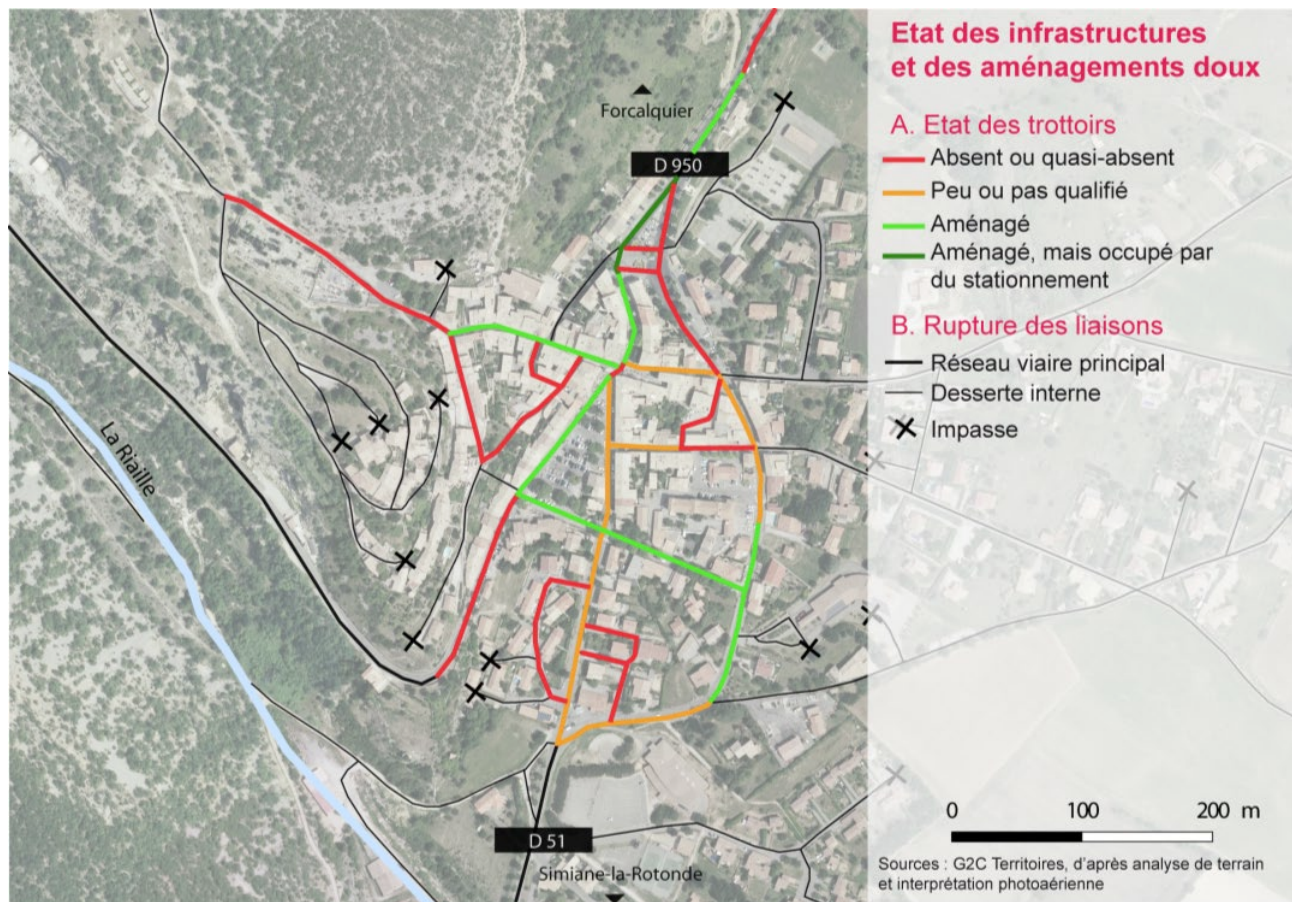 Etat des infrastructures
et des aménagements doux
A. Etat des trottoirs
Absent ou quasi-absent
Peu ou pas qualifié
Aménagé
Aménagé, mais occupé par
du stationnement
B. Rupture des liaisons
Réseau viaire principal
Desserte interne
Impasse
Forcalquier
D 950
La Riaille
D 51
Simiane-la-Rotonde
0 100 200 m
Sources : G2C Territoires, d'après analyse de terrain
et interprétation photoaérienne